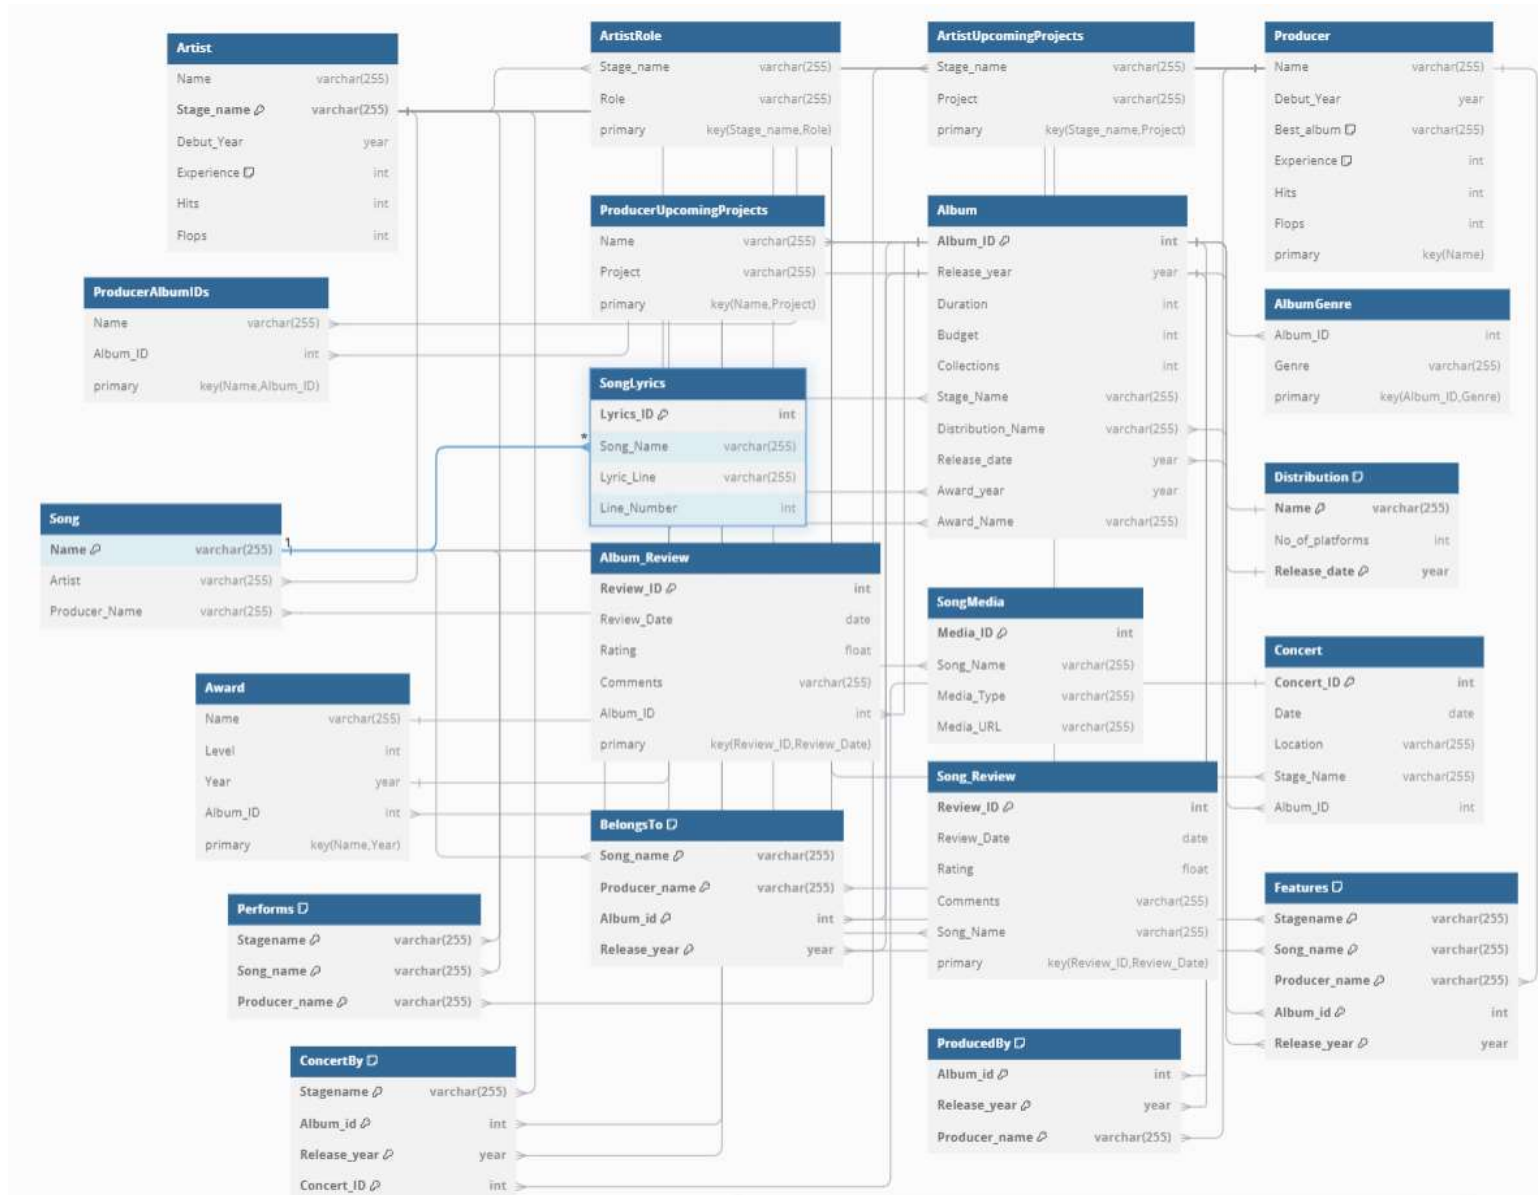 Artist
Name varchar(255)
Stage_name varchar(255)
Debut_Year year
Experience int
Hits int
Flops int
ArtistRole
Stage_name varchar(255)
Role varchar(255)
primary key(Stage_name,Role)
ArtistUpcomingProjects
Stage_name varchar(255)
Project varchar(255)
primary key(Stage_name,Project)
Producer
Name varchar(255)
Debut_Year year
Best_album varchar(255)
Experience int
Hits int
Flops int
primary key(Name)
ProducerAlbumIDs
Name varchar(255)
Album_ID int
primary key(Name,Album_ID)
ProducerUpcomingProjects
Name varchar(255)
Project varchar(255)
primary key(Name,Project)
Album
Album_ID int
Release_year year
Duration int
Budget int
Collections int
Stage_Name varchar(255)
Distribution_Name varchar(255)
Release_date year
Award_year year
Award_Name varchar(255)
AlbumGenre
Album_ID int
Genre varchar(255)
primary key(Album_ID,Genre)
SongLyrics
Lyrics_ID int
* Song_Name varchar(255)
Lyric_Line varchar(255)
Line_Number int
Distribution
Name varchar(255)
No_of_platforms int
Release_date year
Song
Name varchar(255) 1
Artist varchar(255)
Producer_Name varchar(255)
Album_Review
Review_ID int
Review_Date date
Rating float
Comments varchar(255)
Album_ID int
primary key(Review_ID,Review_Date)
SongMedia
Media_ID int
Song_Name varchar(255)
Media_Type varchar(255)
Media_URL varchar(255)
Concert
Concert_ID int
Date date
Location varchar(255)
Stage_Name varchar(255)
Album_ID int
Award
Name varchar(255)
Level int
Year year
Album_ID int
primary key(Name,Year)
BelongsTo
Song_name varchar(255)
Producer_name varchar(255)
Album_id int
Release_year year
Song_Review
Review_ID int
Review_Date date
Rating float
Comments varchar(255)
Song_Name varchar(255)
primary key(Review_ID,Review_Date)
Features
Stagename varchar(255)
Song_name varchar(255)
Producer_name varchar(255)
Album_id int
Release_year year
Performs
Stagename varchar(255)
Song_name varchar(255)
Producer_name varchar(255)
ConcertBy
Stagename varchar(255)
Album_id int
Release_year year
Concert_ID int
ProducedBy
Album_id int
Release_year year
Producer_name varchar(255)